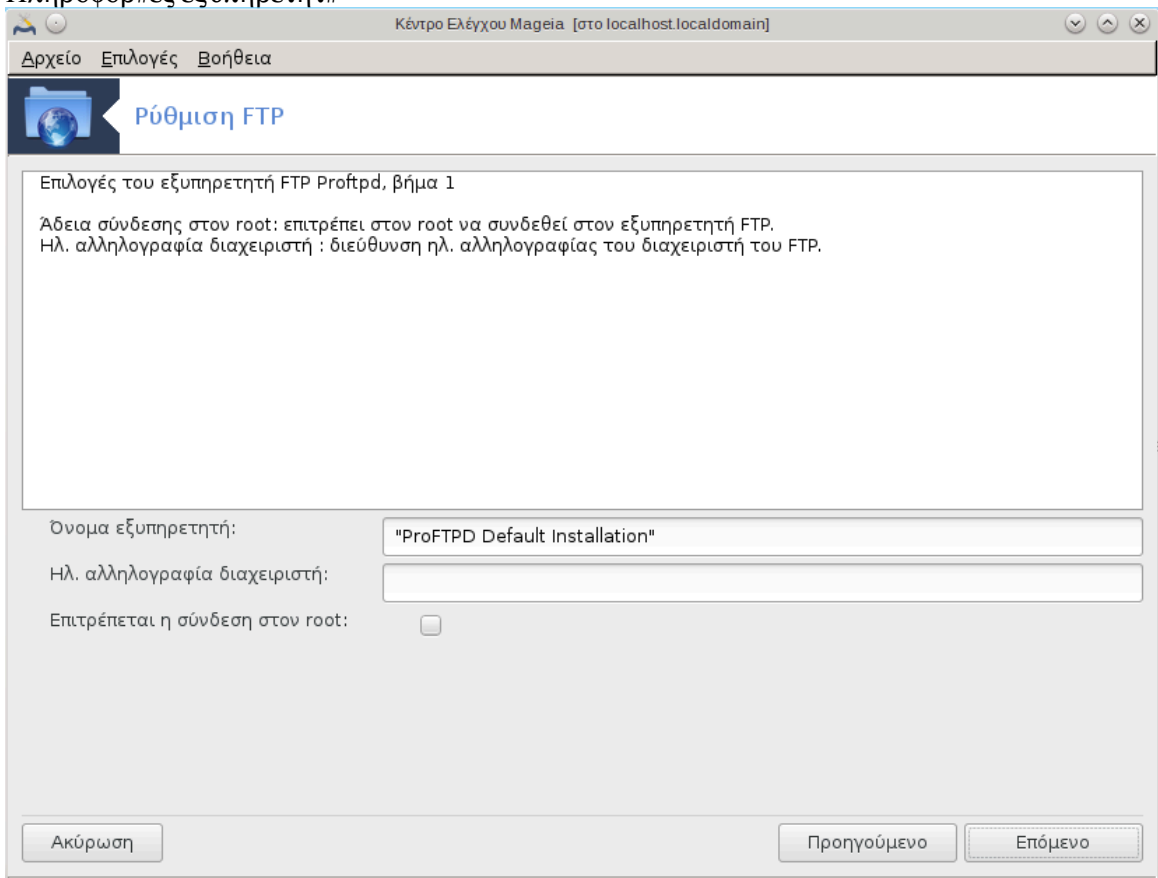 Κέντρο Ελέγχου Mageia [στο localhost.localdomain]
Αρχείο Επιλογές Βοήθεια
Ρύθμιση FTP
Επιλογές του εξυπηρετητή FTP Proftpd, βήμα 1
Άδεια σύνδεσης στον root: επιτρέπει στον root να συνδεθεί στον εξυπηρετητή FTP.
Ηλ. αλληλογραφία διαχειριστή : διεύθυνση ηλ. αλληλογραφίας του διαχειριστή του FTP.
Όνομα εξυπηρετητή: "ProFTPD Default Installation"
Ηλ. αλληλογραφία διαχειριστή:
Επιτρέπεται η σύνδεση στον root:
Ακύρωση Προηγούμενο Επόμενο